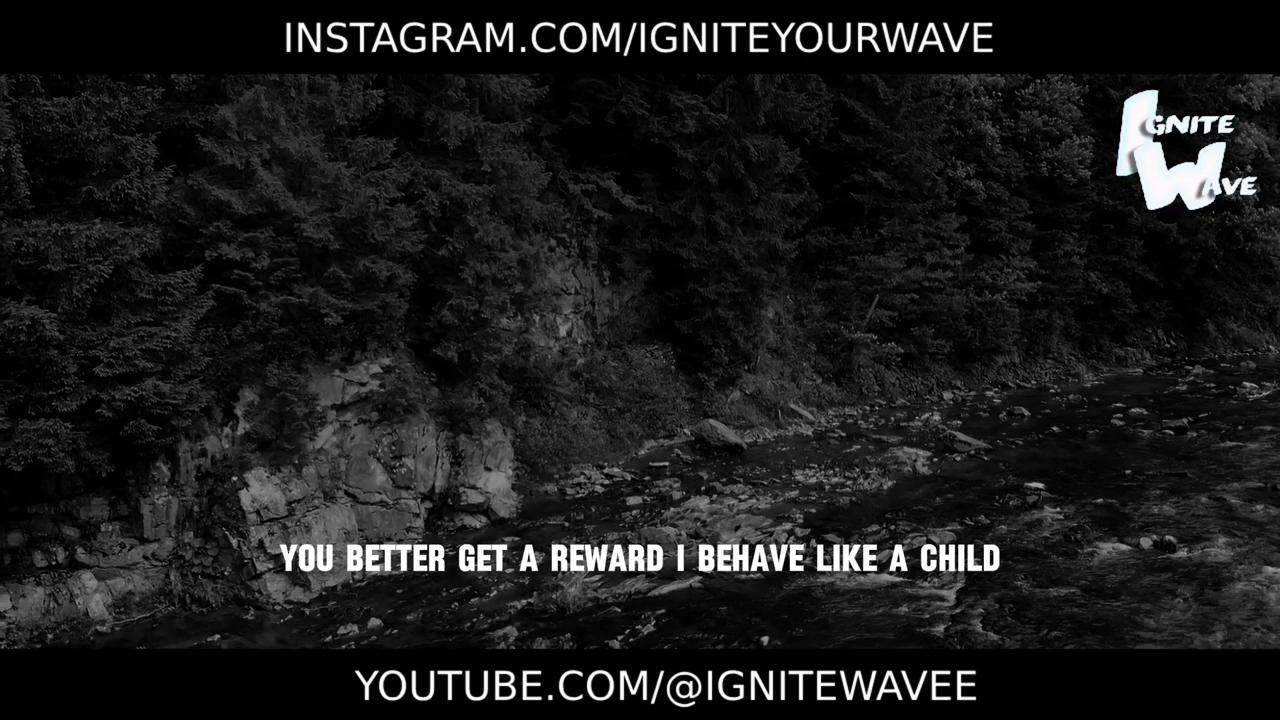 INSTAGRAM.COM/IGNITEYOURWAVE
IGNITE
WAVE
YOU BETTER GET A REWARD I BEHAVE LIKE A CHILD
YOUTUBE.COM/@IGNITEWAVEE